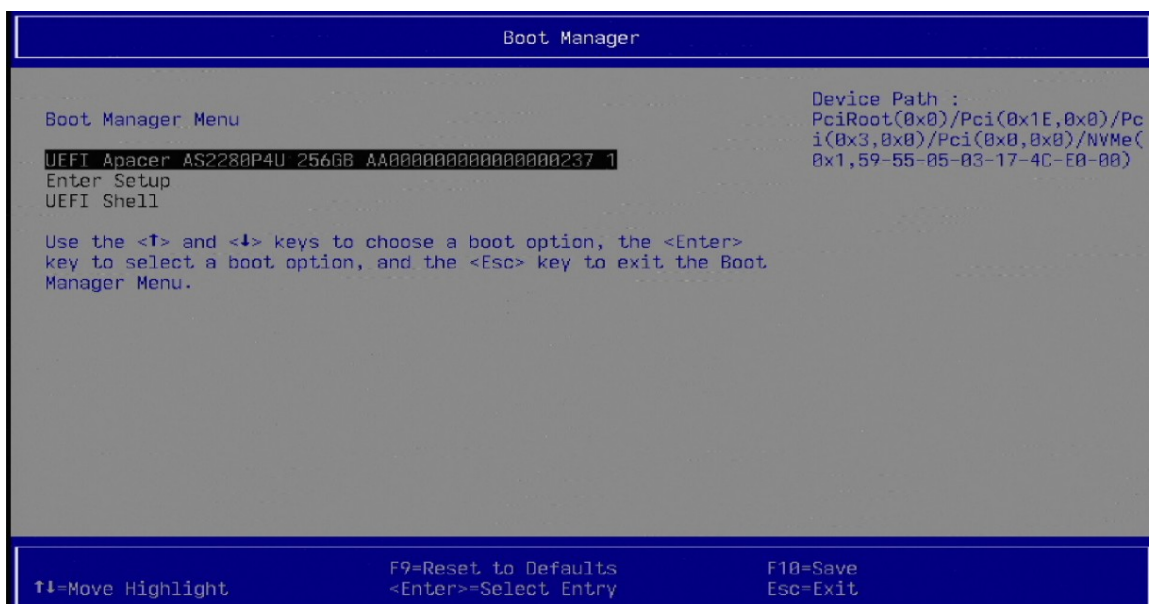 Boot Manager
Boot Manager Menu
UEFI Apacer AS2280P4U 256GB AA000000000000000237 1
Enter Setup
UEFI Shell
Use the <↑> and <↓> keys to choose a boot option, the <Enter>
key to select a boot option, and the <Esc> key to exit the Boot
Manager Menu.
Device Path :
PciRoot(0x0)/Pci(0x1E,0x0)/Pc
i(0x3,0x0)/Pci(0x0,0x0)/NVMe(
0x1,59-55-05-03-17-4C-E0-00)
↑↓=Move Highlight
F9=Reset to Defaults
<Enter>=Select Entry
F10=Save
Esc=Exit